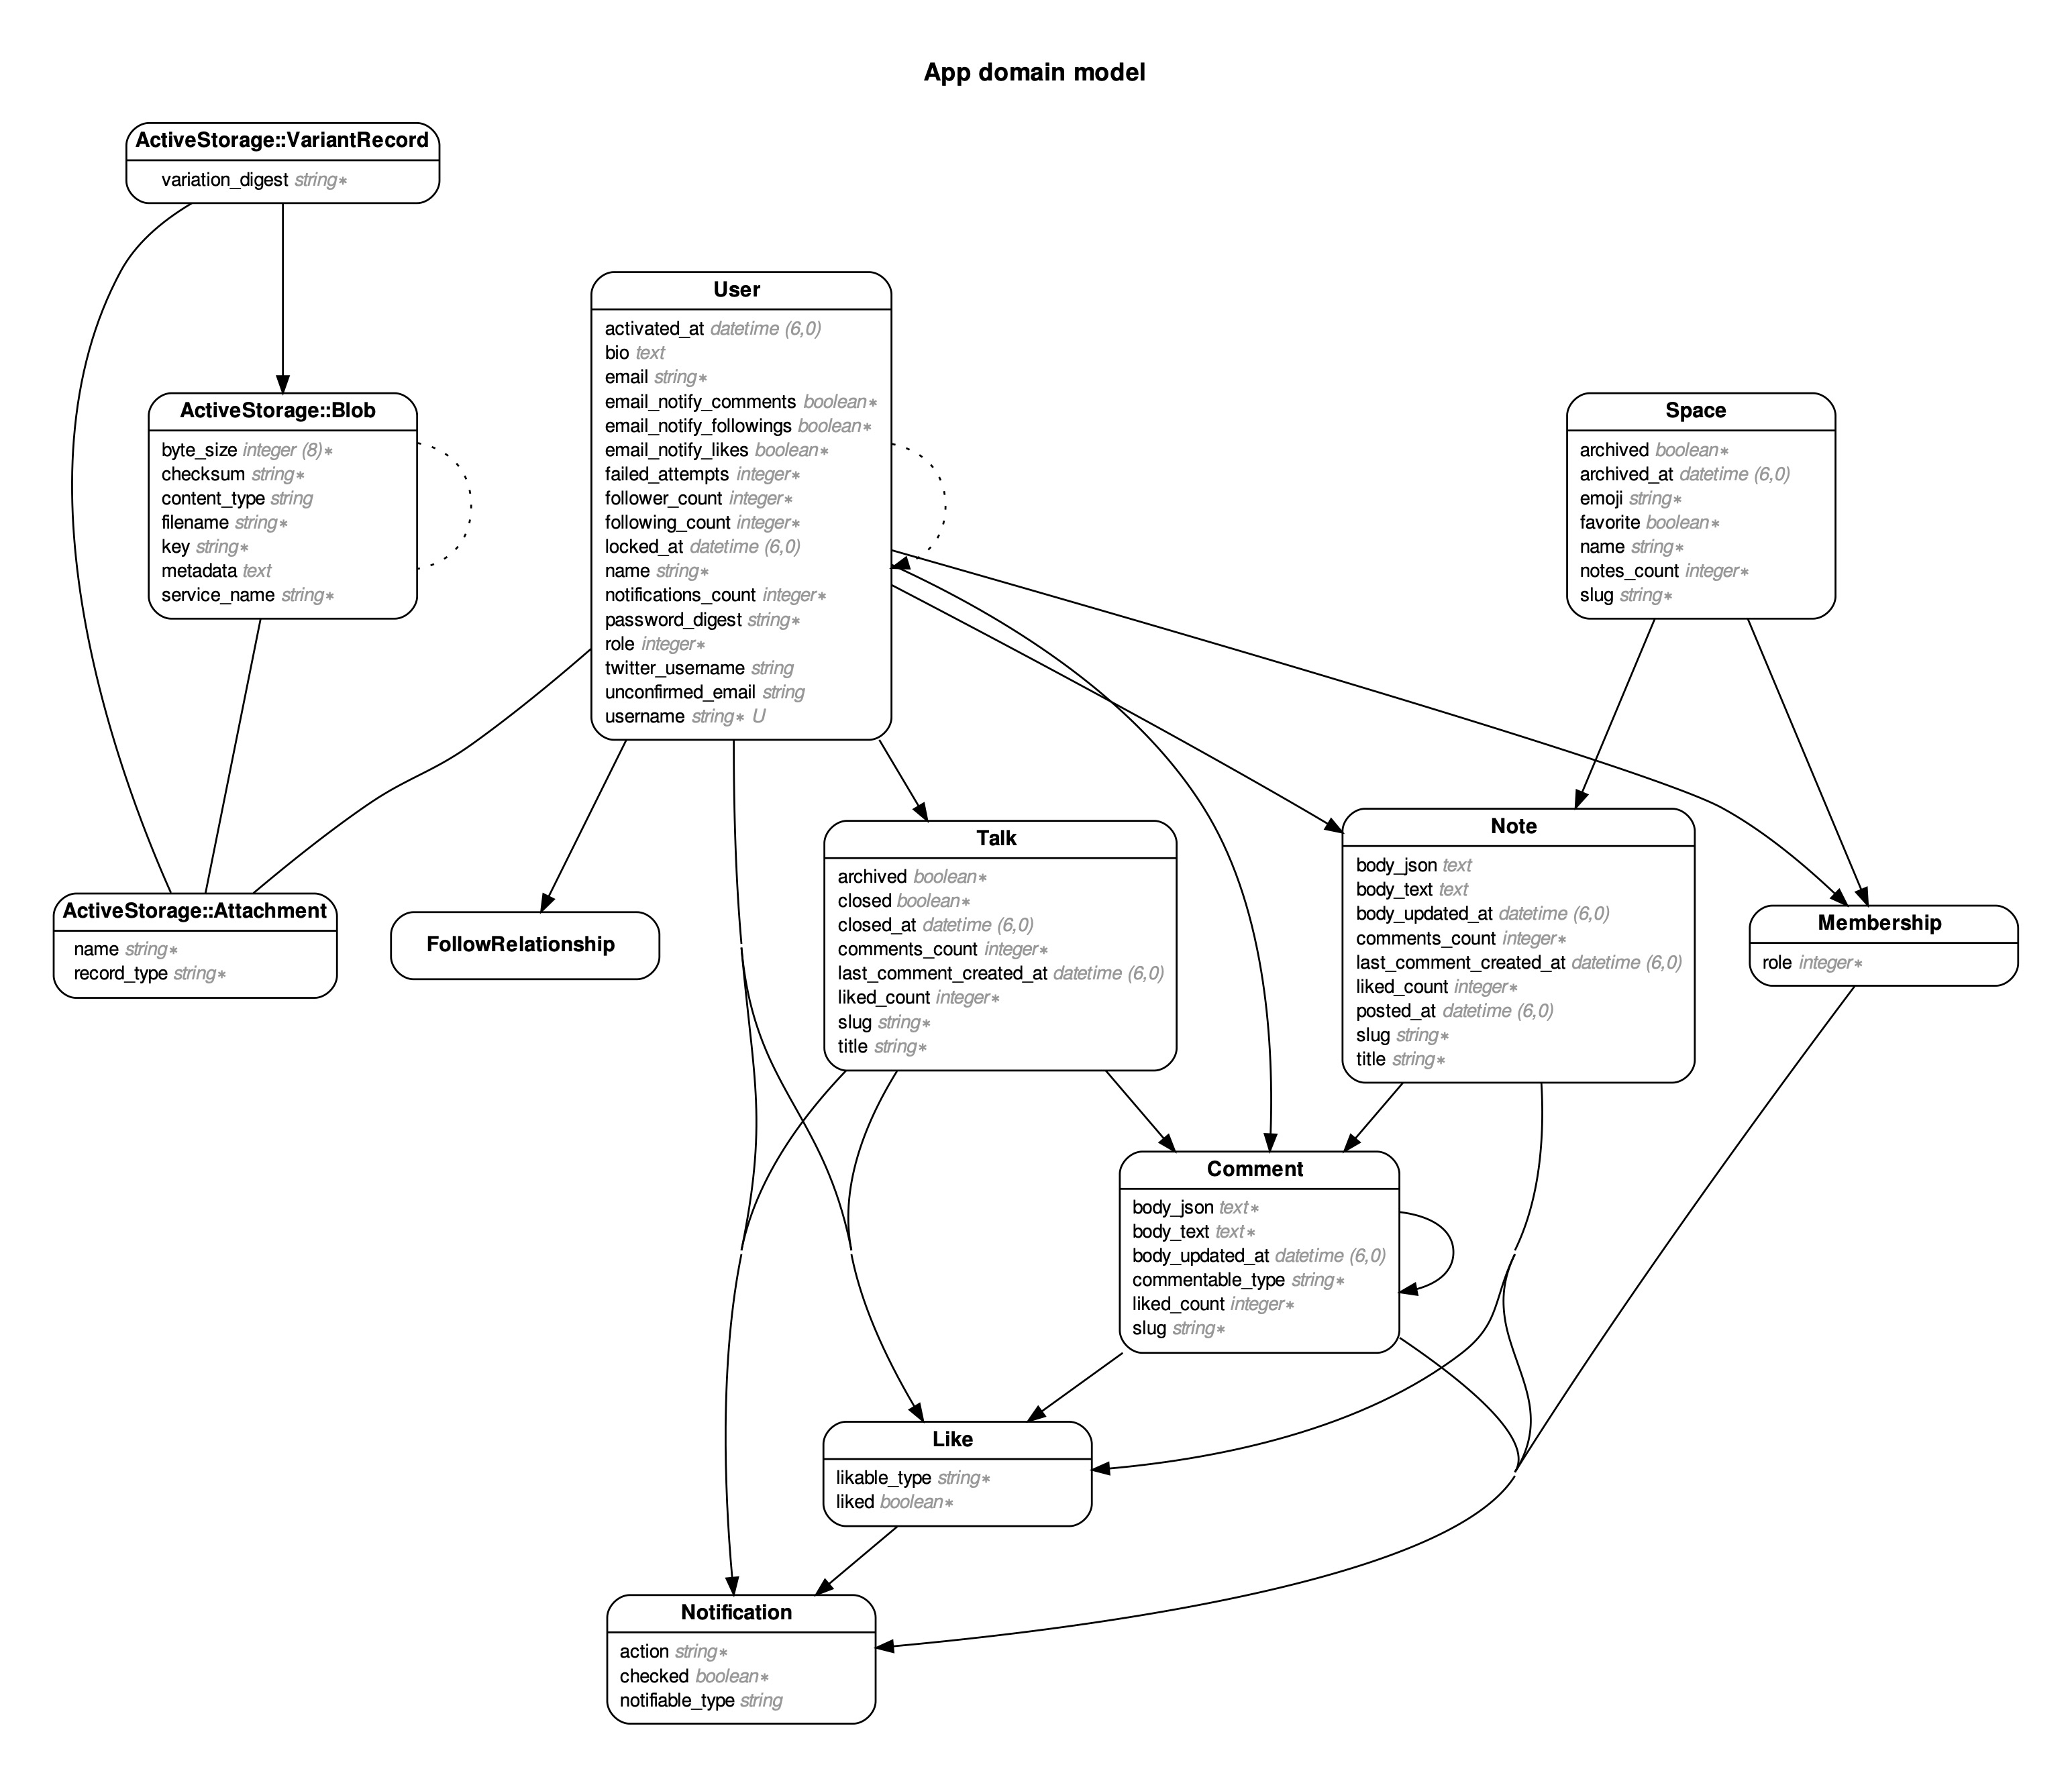 App domain model
ActiveStorage::VariantRecord
variation_digest string∗
ActiveStorage::Blob
byte_size integer (8)∗
checksum string∗
content_type string
filename string∗
key string∗
metadata text
service_name string∗
User
activated_at datetime (6,0)
bio text
email string∗
email_notify_comments boolean∗
email_notify_followings boolean∗
email_notify_likes boolean∗
failed_attempts integer∗
follower_count integer∗
following_count integer∗
locked_at datetime (6,0)
name string∗
notifications_count integer∗
password_digest string∗
role integer∗
twitter_username string
unconfirmed_email string
username string∗ U
Space
archived boolean∗
archived_at datetime (6,0)
emoji string∗
favorite boolean∗
name string∗
notes_count integer∗
slug string∗
ActiveStorage::Attachment
name string∗
record_type string∗
FollowRelationship
Talk
archived boolean∗
closed boolean∗
closed_at datetime (6,0)
comments_count integer∗
last_comment_created_at datetime (6,0)
liked_count integer∗
slug string∗
title string∗
Note
body_json text
body_text text
body_updated_at datetime (6,0)
comments_count integer∗
last_comment_created_at datetime (6,0)
liked_count integer∗
posted_at datetime (6,0)
slug string∗
title string∗
Membership
role integer∗
Comment
body_json text∗
body_text text∗
body_updated_at datetime (6,0)
commentable_type string∗
liked_count integer∗
slug string∗
Like
likable_type string∗
liked boolean∗
Notification
action string∗
checked boolean∗
notifiable_type string